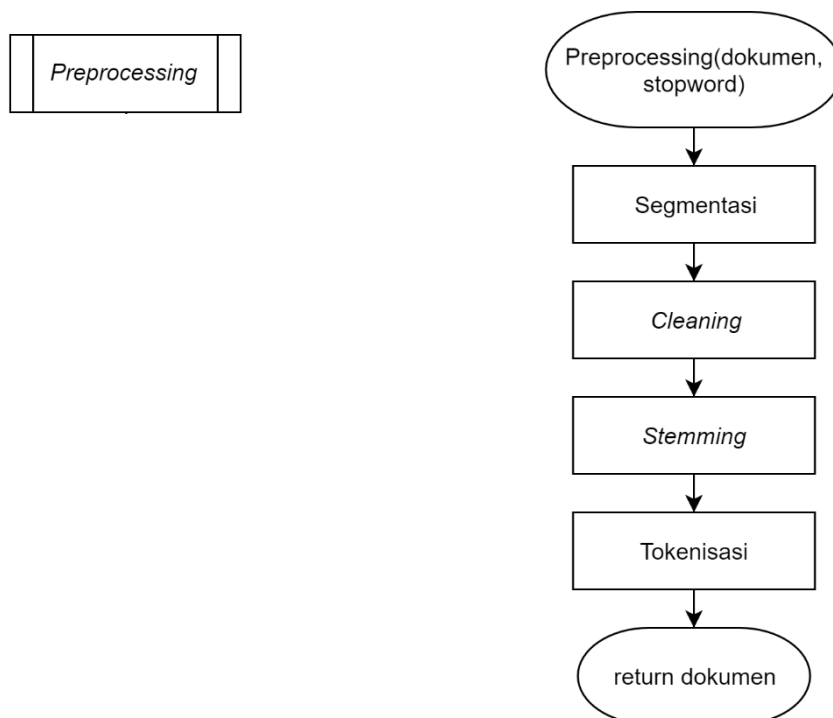 Preprocessing
Preprocessing(dokumen,
stopword)
Segmentasi
Cleaning
Stemming
Tokenisasi
return dokumen